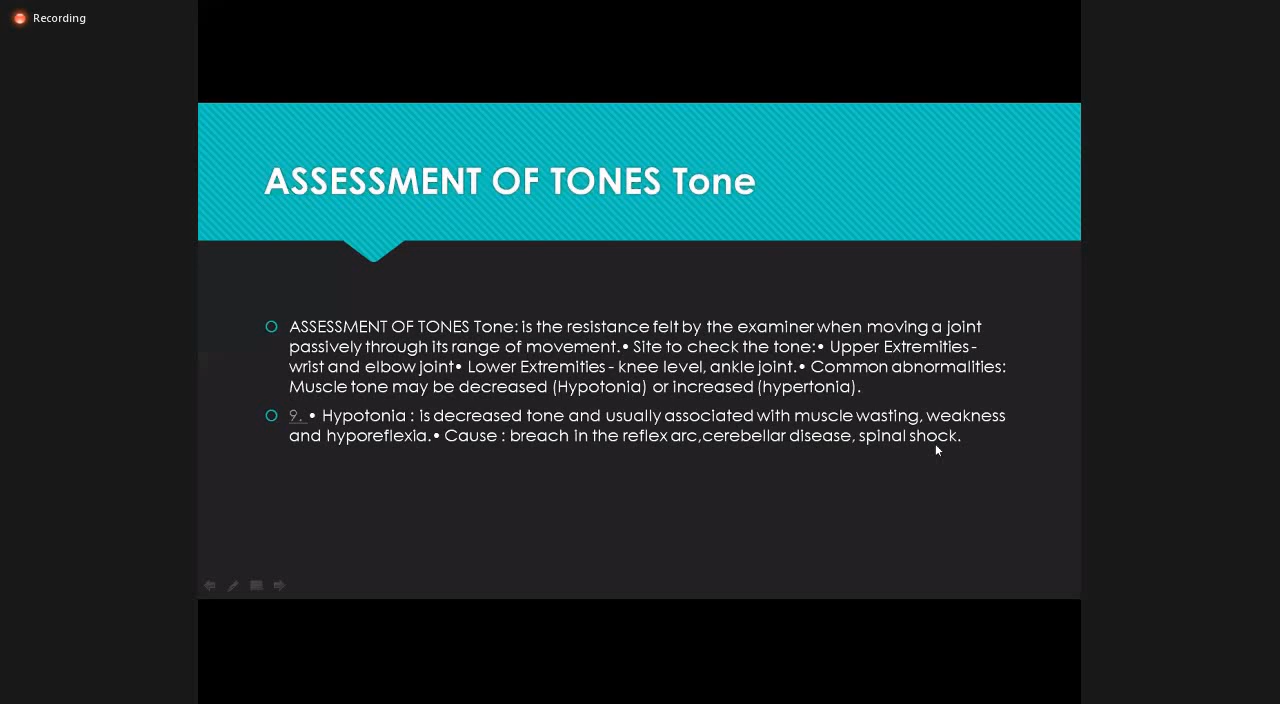 Recording
ASSESSMENT OF TONES Tone
ASSESSMENT OF TONES Tone: is the resistance felt by the examiner when moving a joint
passively through its range of movement.• Site to check the tone:• Upper Extremities-
wrist and elbow joint• Lower Extremities - knee level, ankle joint.• Common abnormalities:
Muscle tone may be decreased (Hypotonia) or increased (hypertonia).
9. • Hypotonia : is decreased tone and usually associated with muscle wasting, weakness
and hyporeflexia.• Cause : breach in the reflex arc,cerebellar disease, spinal shock.